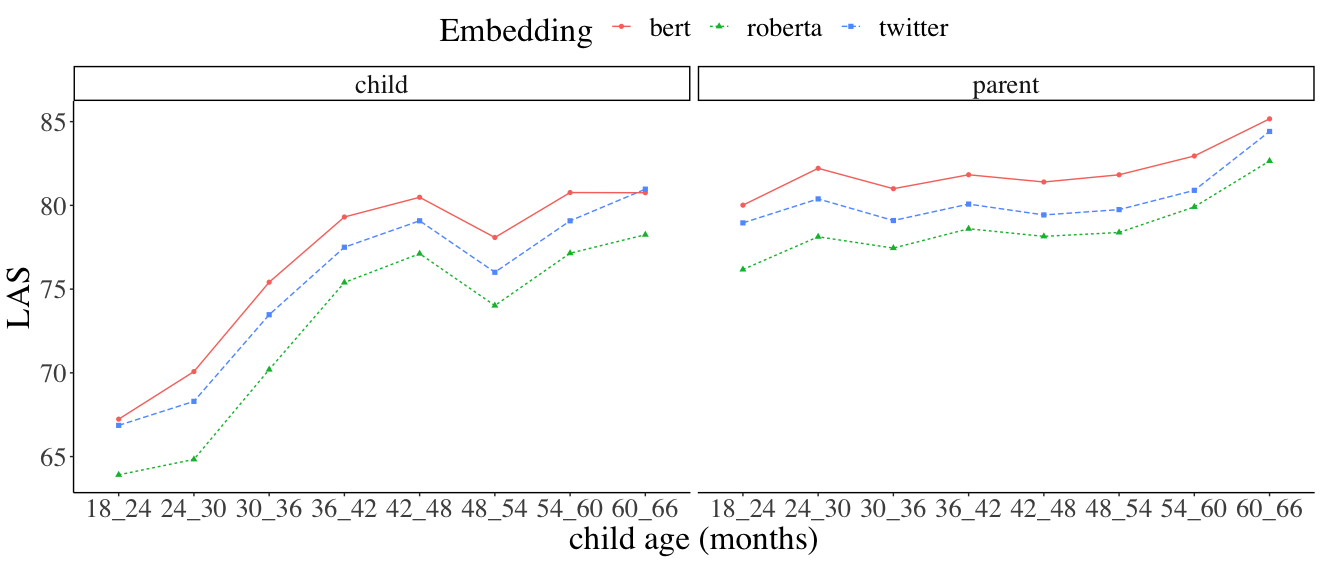 Embedding bert roberta twitter
child parent
85
80
75
70
65
LAS
18_24 24_30 30_36 36_42 42_48 48_54 54_60 60_66 18_24 24_30 30_36 36_42 42_48 48_54 54_60 60_66
child age (months)